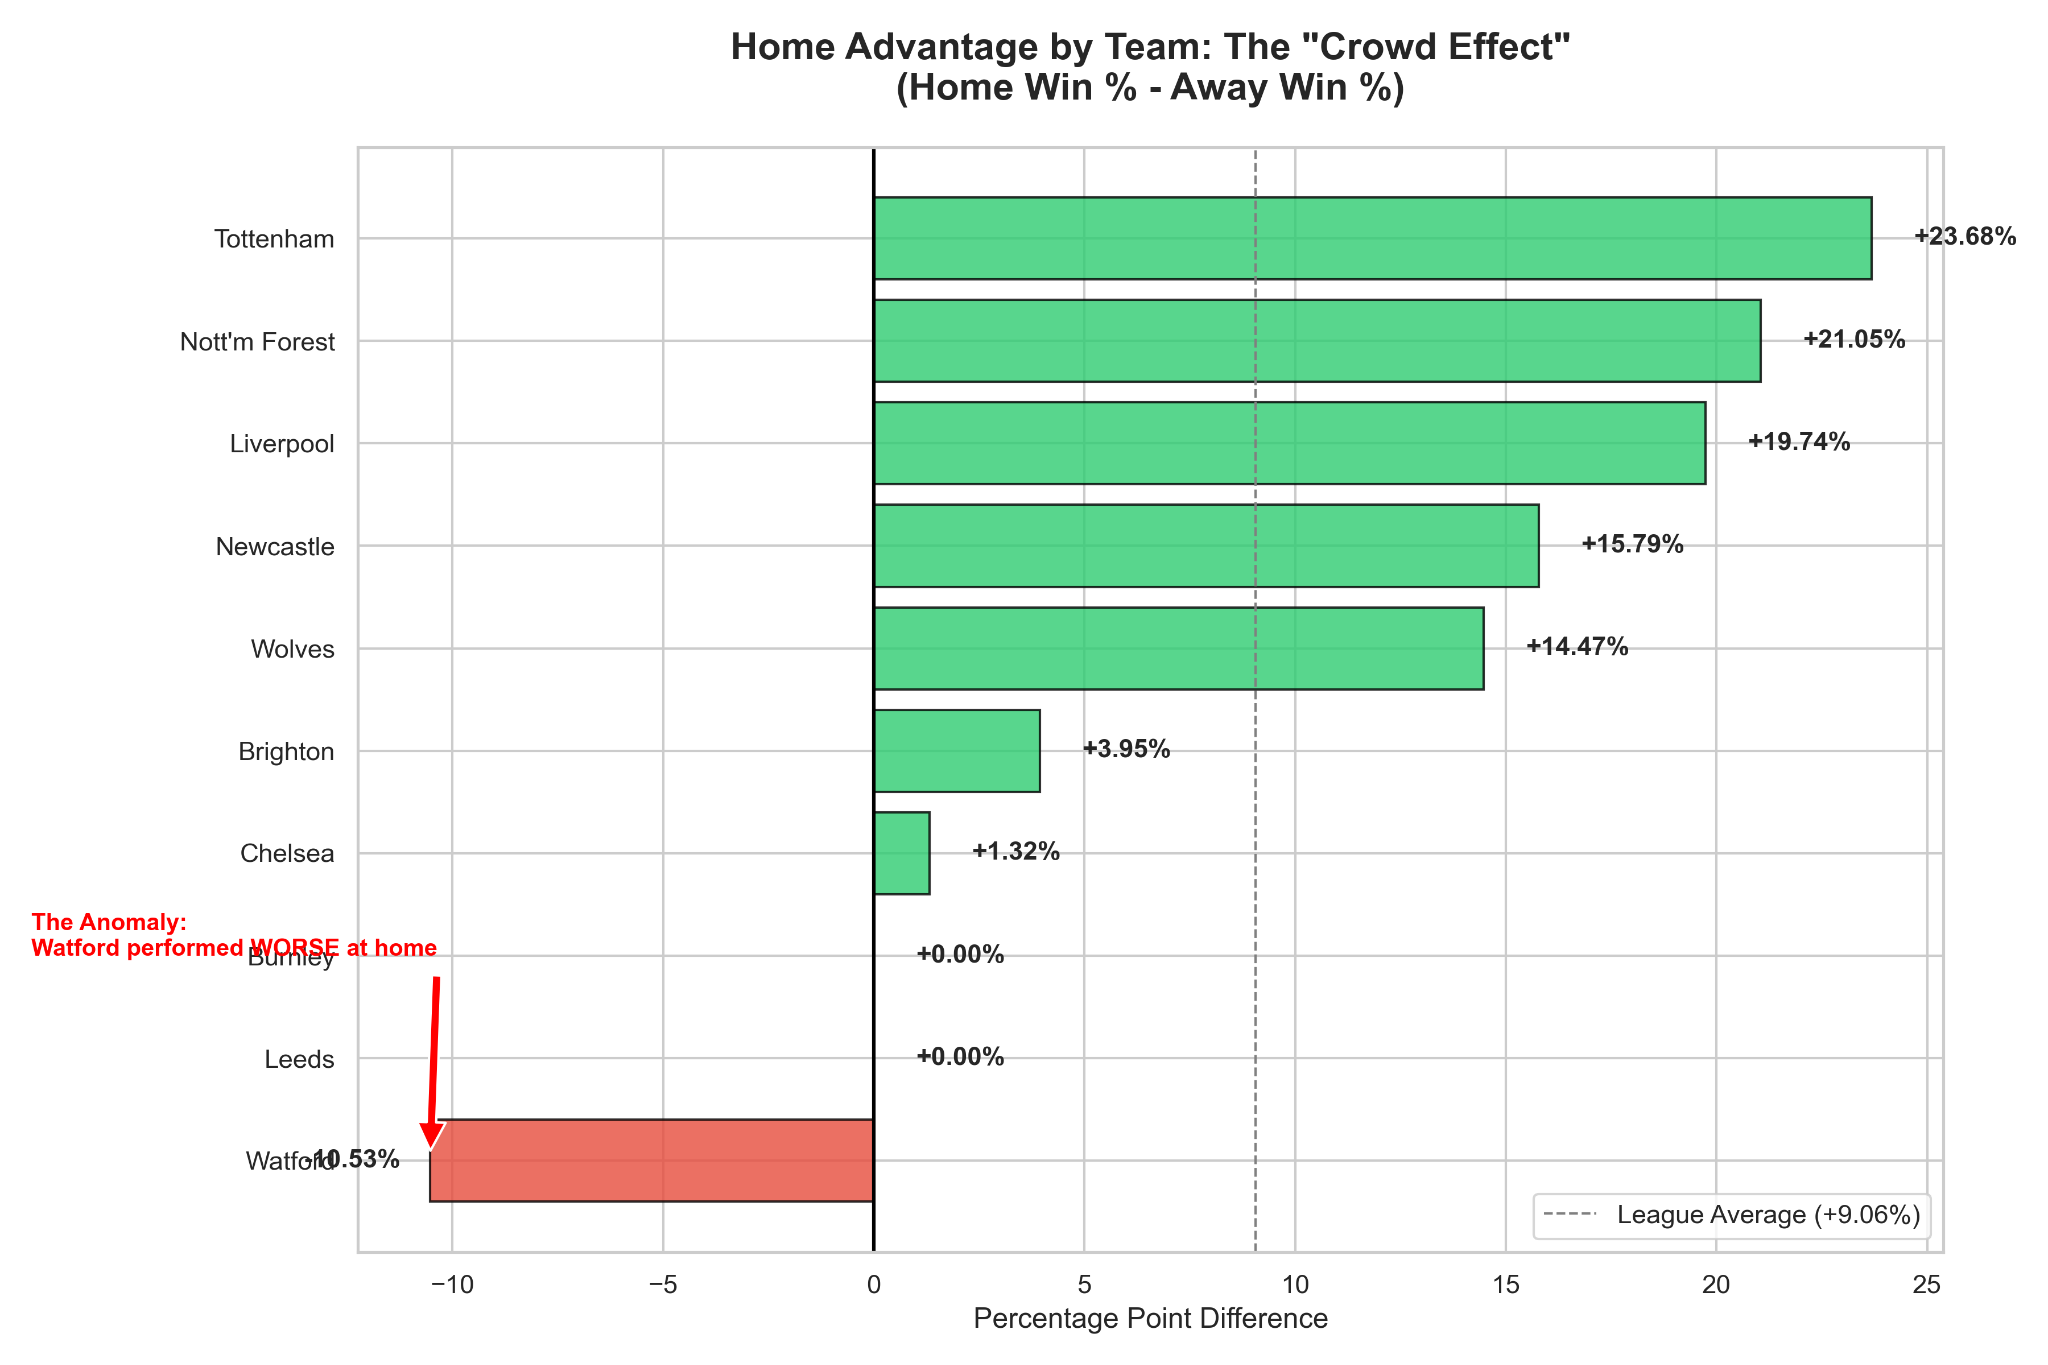 Home Advantage by Team: The "Crowd Effect"
(Home Win % - Away Win %)
Tottenham
+23.68%
Nott'm Forest
+21.05%
Liverpool
+19.74%
Newcastle
+15.79%
Wolves
+14.47%
Brighton
+3.95%
Chelsea
+1.32%
The Anomaly:
Watford performed WORSE at home
Burnley
+0.00%
Leeds
+0.00%
Watford
-10.53%
League Average (+9.06%)
−10
−5
0
5
10
15
20
25
Percentage Point Difference